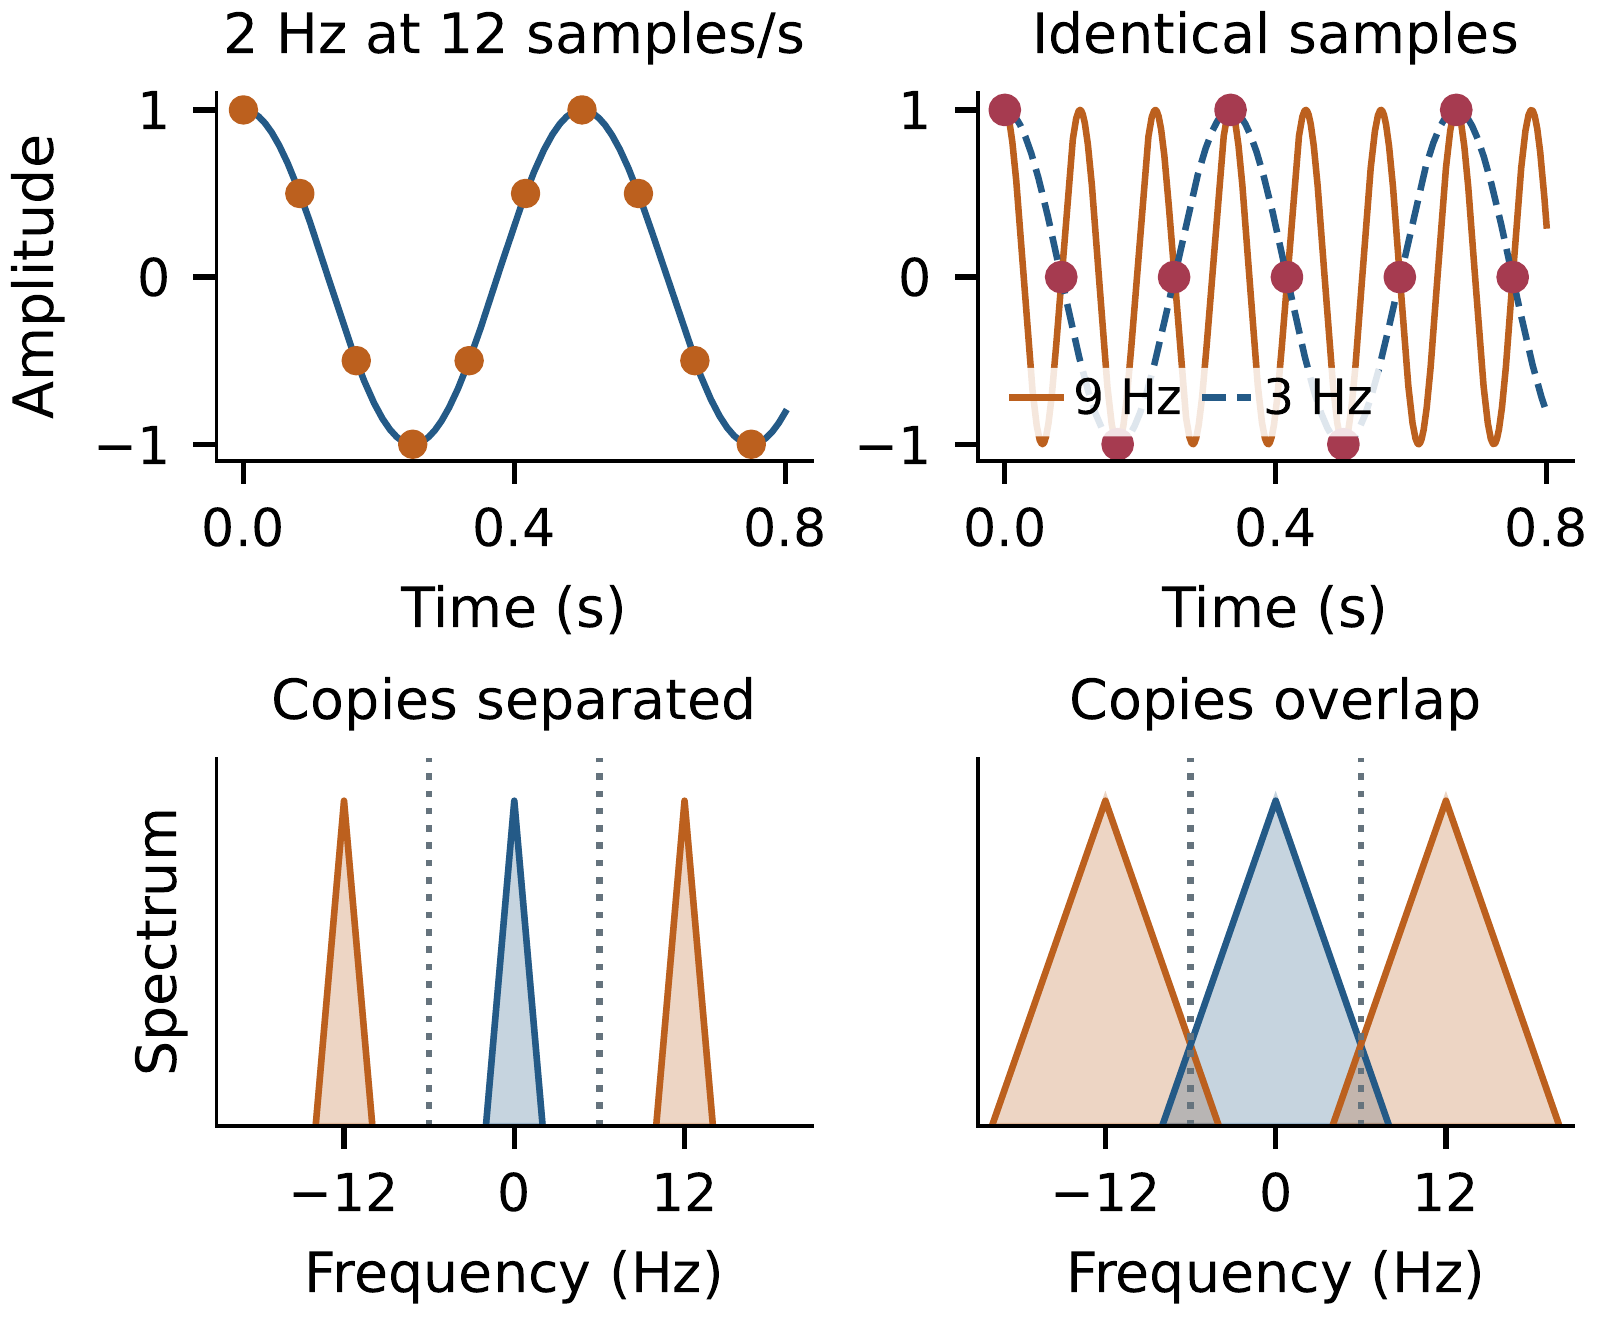 2 Hz at 12 samples/s
Amplitude
1
0
−1
0.0 0.4 0.8
Time (s)
Identical samples
1
0
−1
9 Hz 3 Hz
0.0 0.4 0.8
Time (s)
Copies separated
Spectrum
−12 0 12
Frequency (Hz)
Copies overlap
−12 0 12
Frequency (Hz)